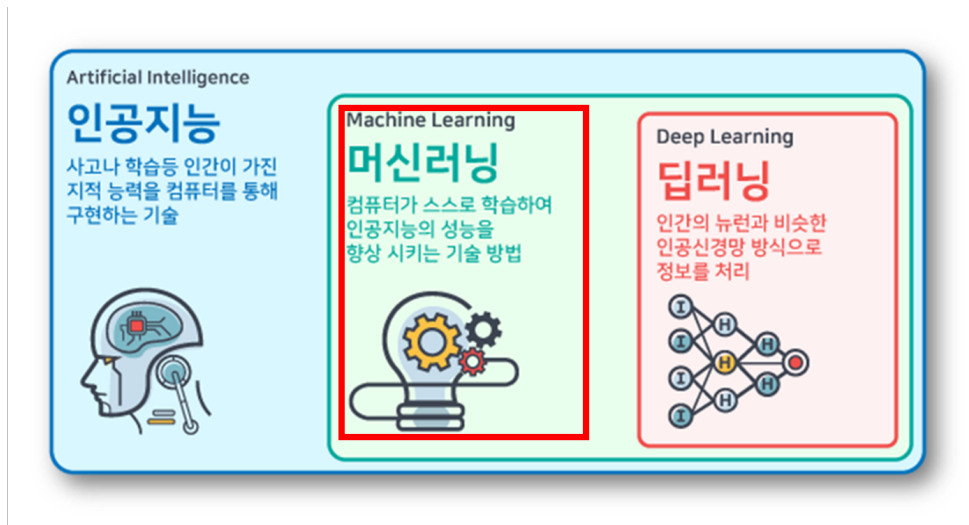 Artificial Intelligence
인공지능
사고나 학습등 인간이 가진
지적 능력을 컴퓨터를 통해
구현하는 기술
Machine Learning
머신러닝
컴퓨터가 스스로 학습하여
인공지능의 성능을
향상 시키는 기술 방법
Deep Learning
딥러닝
인간의 뉴런과 비슷한
인공신경망 방식으로
정보를 처리
I
H
I
H
H
I
H
H
I